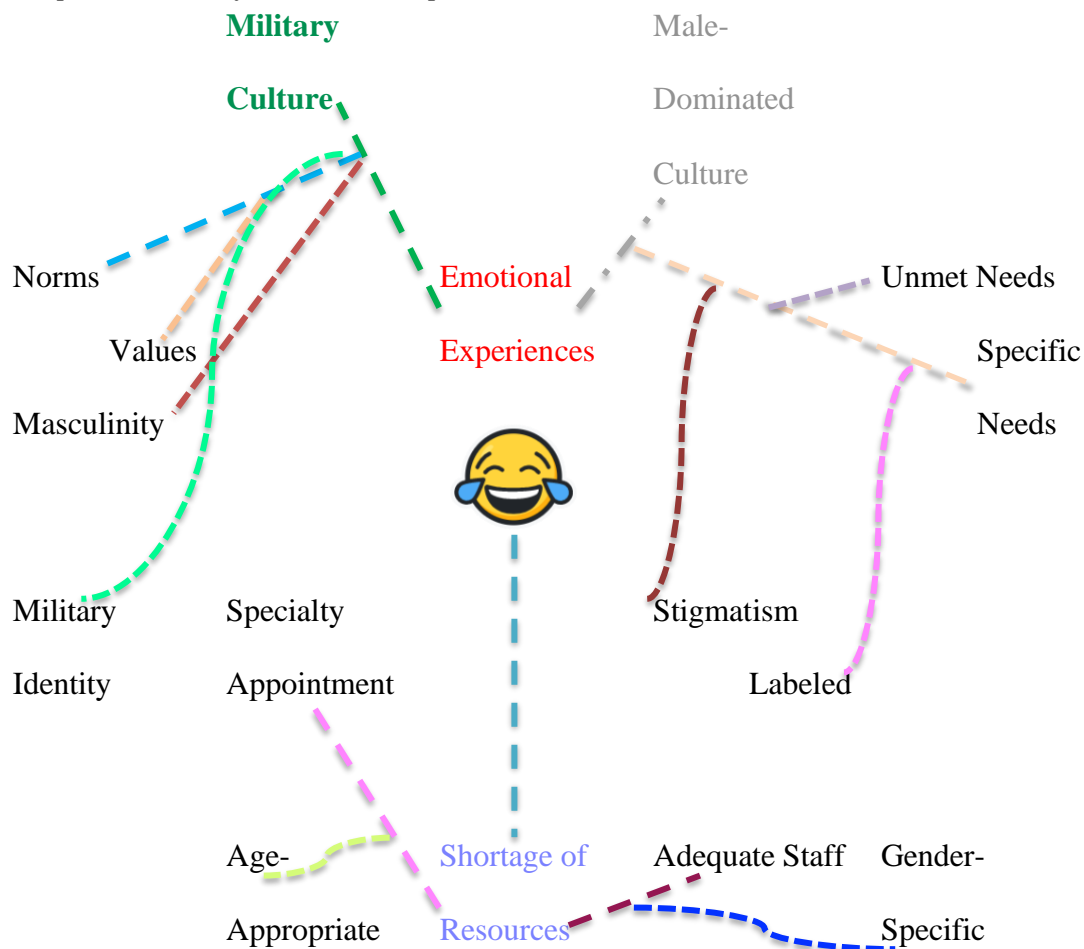 Military Male-
Culture Dominated
Culture
Norms Emotional Unmet Needs
Values Experiences Specific
Masculinity Needs
Military Specialty Stigmatism
Identity Appointment Labeled
Age- Shortage of Adequate Staff Gender-
Appropriate Resources Specific